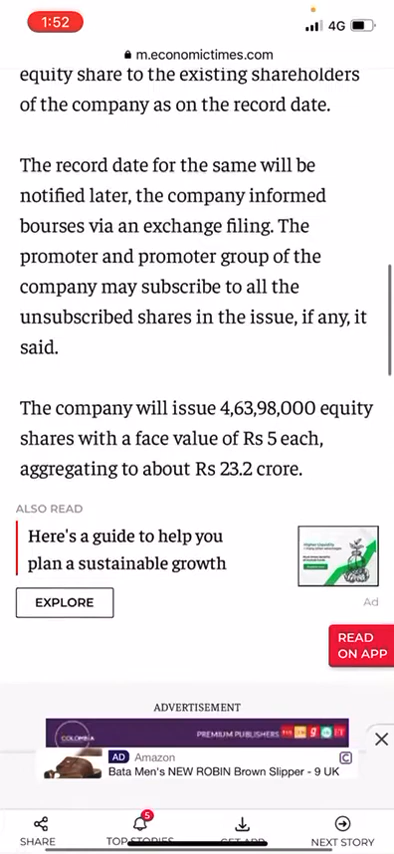 1:52
4G
m.economictimes.com
equity share to the existing shareholders
of the company as on the record date.
The record date for the same will be
notified later, the company informed
bourses via an exchange filing. The
promoter and promoter group of the
company may subscribe to all the
unsubscribed shares in the issue, if any, it
said.
The company will issue 4,63,98,000 equity
shares with a face value of Rs 5 each,
aggregating to about Rs 23.2 crore.
ALSO READ
Here's a guide to help you
plan a sustainable growth
EXPLORE
Ad
READ
ON APP
ADVERTISEMENT
COLOMBIA
PREMIUM PUBLISHERS
AD Amazon
Bata Men's NEW ROBIN Brown Slipper - 9 UK
5
SHARE
TOP STORIES
GET APP
NEXT STORY